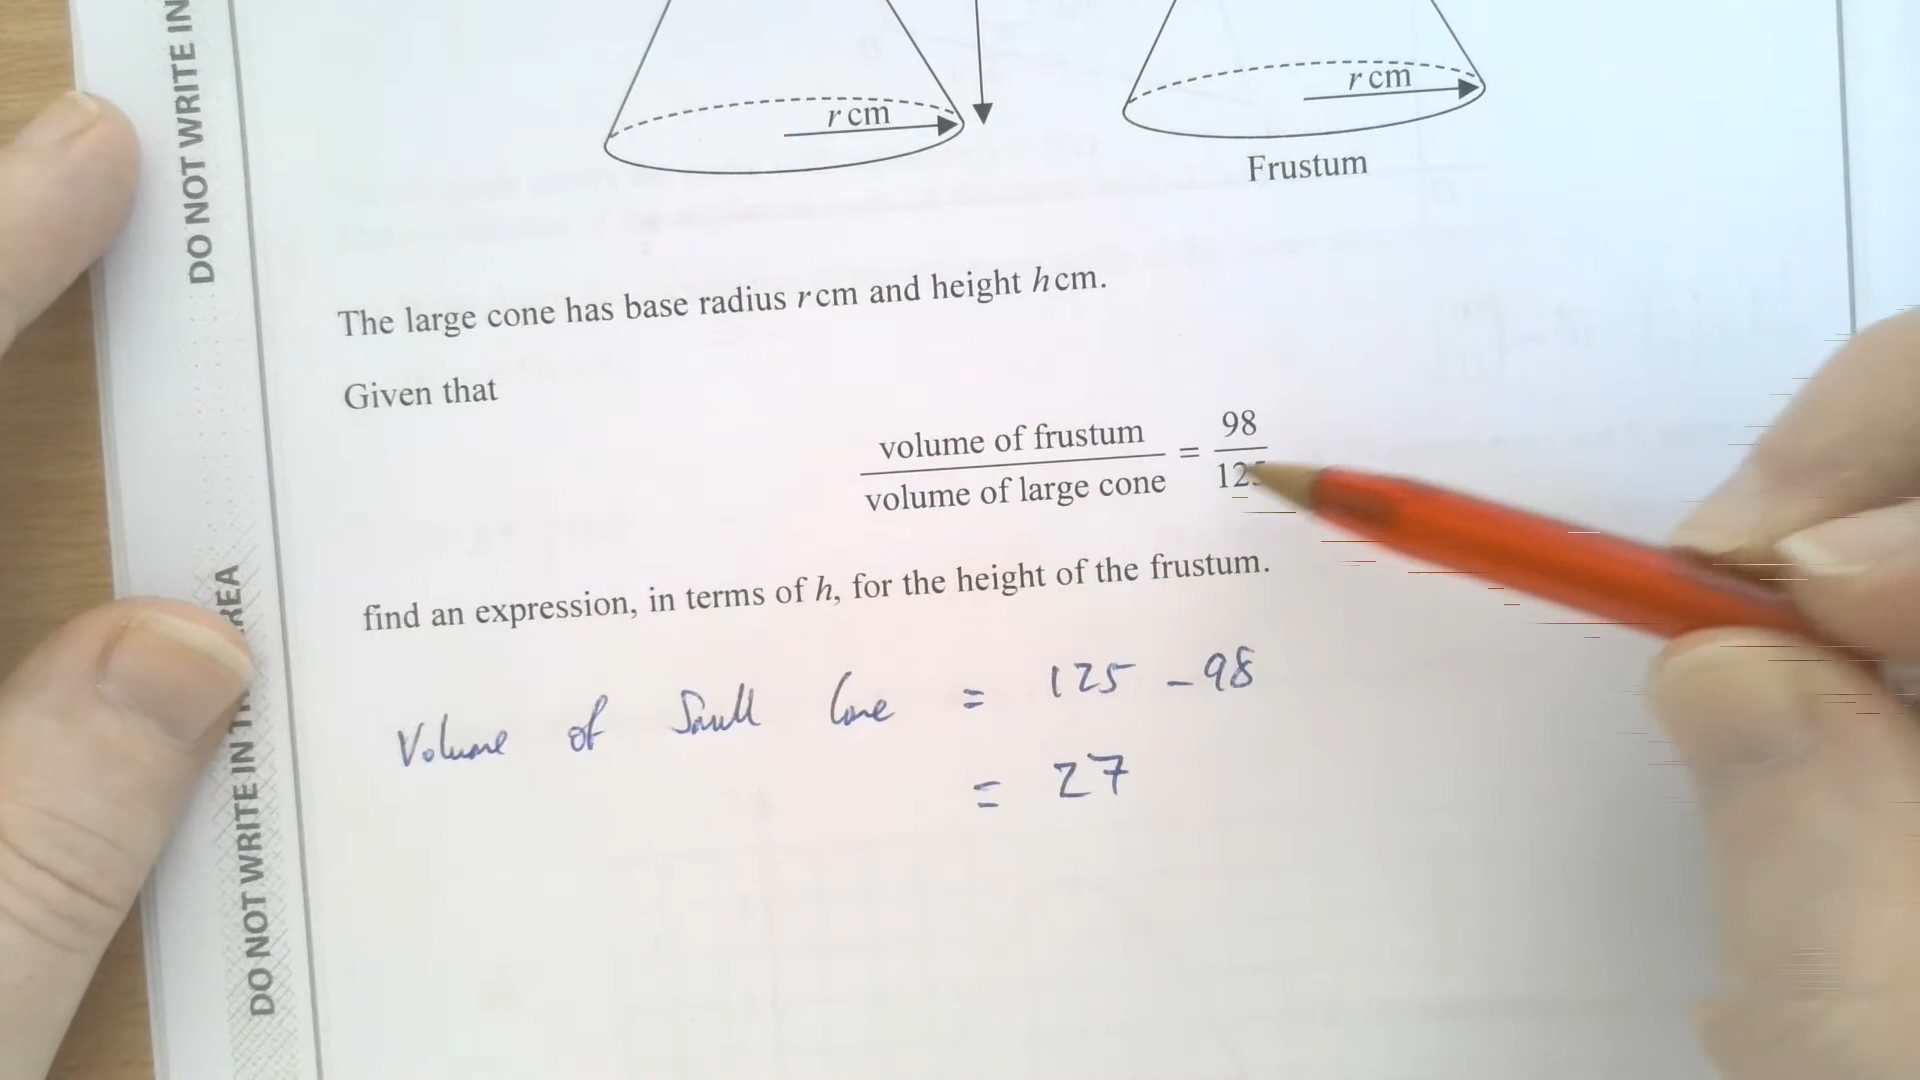 DO NOT WRITE IN
r cm
r cm
Frustum
The large cone has base radius r cm and height h cm.
Given that
volume of frustum
volume of large cone
=
98
find an expression, in terms of h, for the height of the frustum.
Volume of Small Cone = 125 - 98
= 27
DO NOT WRITE IN